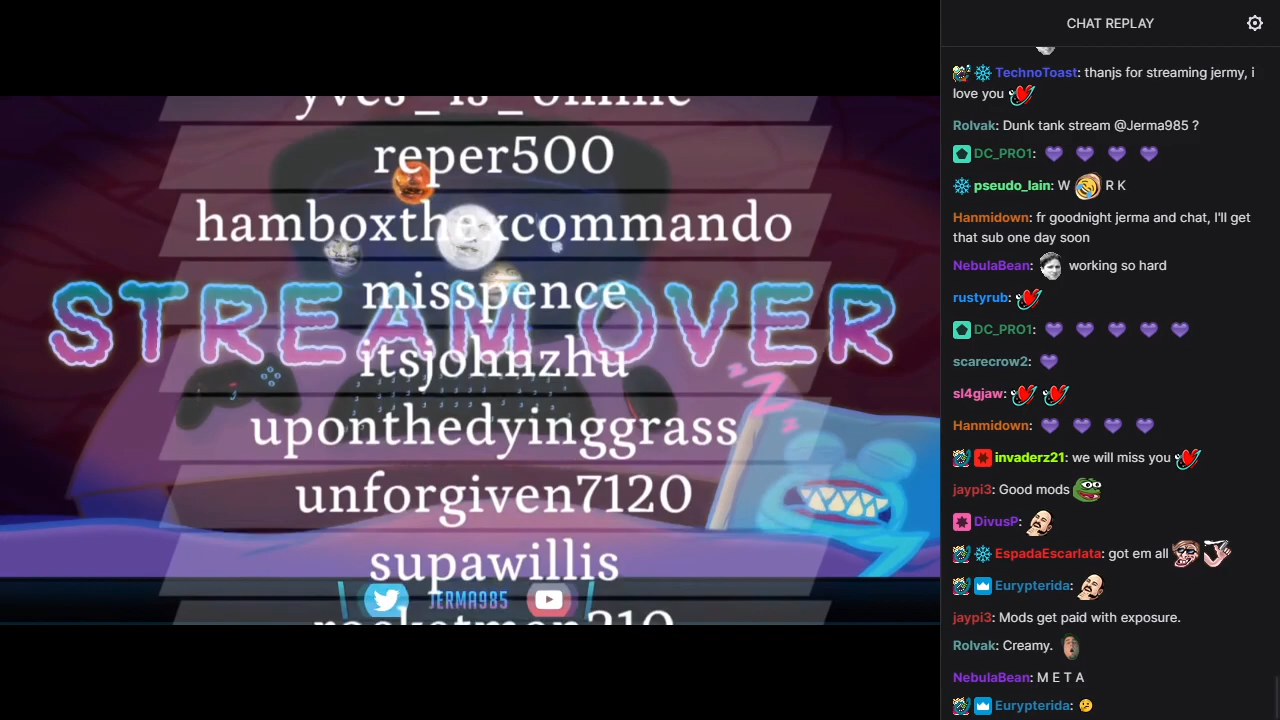 yves_is_online
reper500
hamboxthexcommando
misspence
STREAM OVER
itsjohnzhu
uponthedyinggrass
unforgiven7120
supawillis
JERMA985
rocketman210
z
z
CHAT REPLAY
TechnoToast: thanjs for streaming jermy, i
love you
Rolvak: Dunk tank stream @Jerma985 ?
DC_PRO1:
pseudo_lain: W R K
Hanmidown: fr goodnight jerma and chat, I'll get
that sub one day soon
NebulaBean: working so hard
rustyrub:
DC_PRO1:
scarecrow2:
sl4gjaw:
Hanmidown:
invaderz21: we will miss you
jaypi3: Good mods
DivusP:
EspadaEscarlata: got em all
Eurypterida:
jaypi3: Mods get paid with exposure.
Rolvak: Creamy.
NebulaBean: M E T A
Eurypterida: